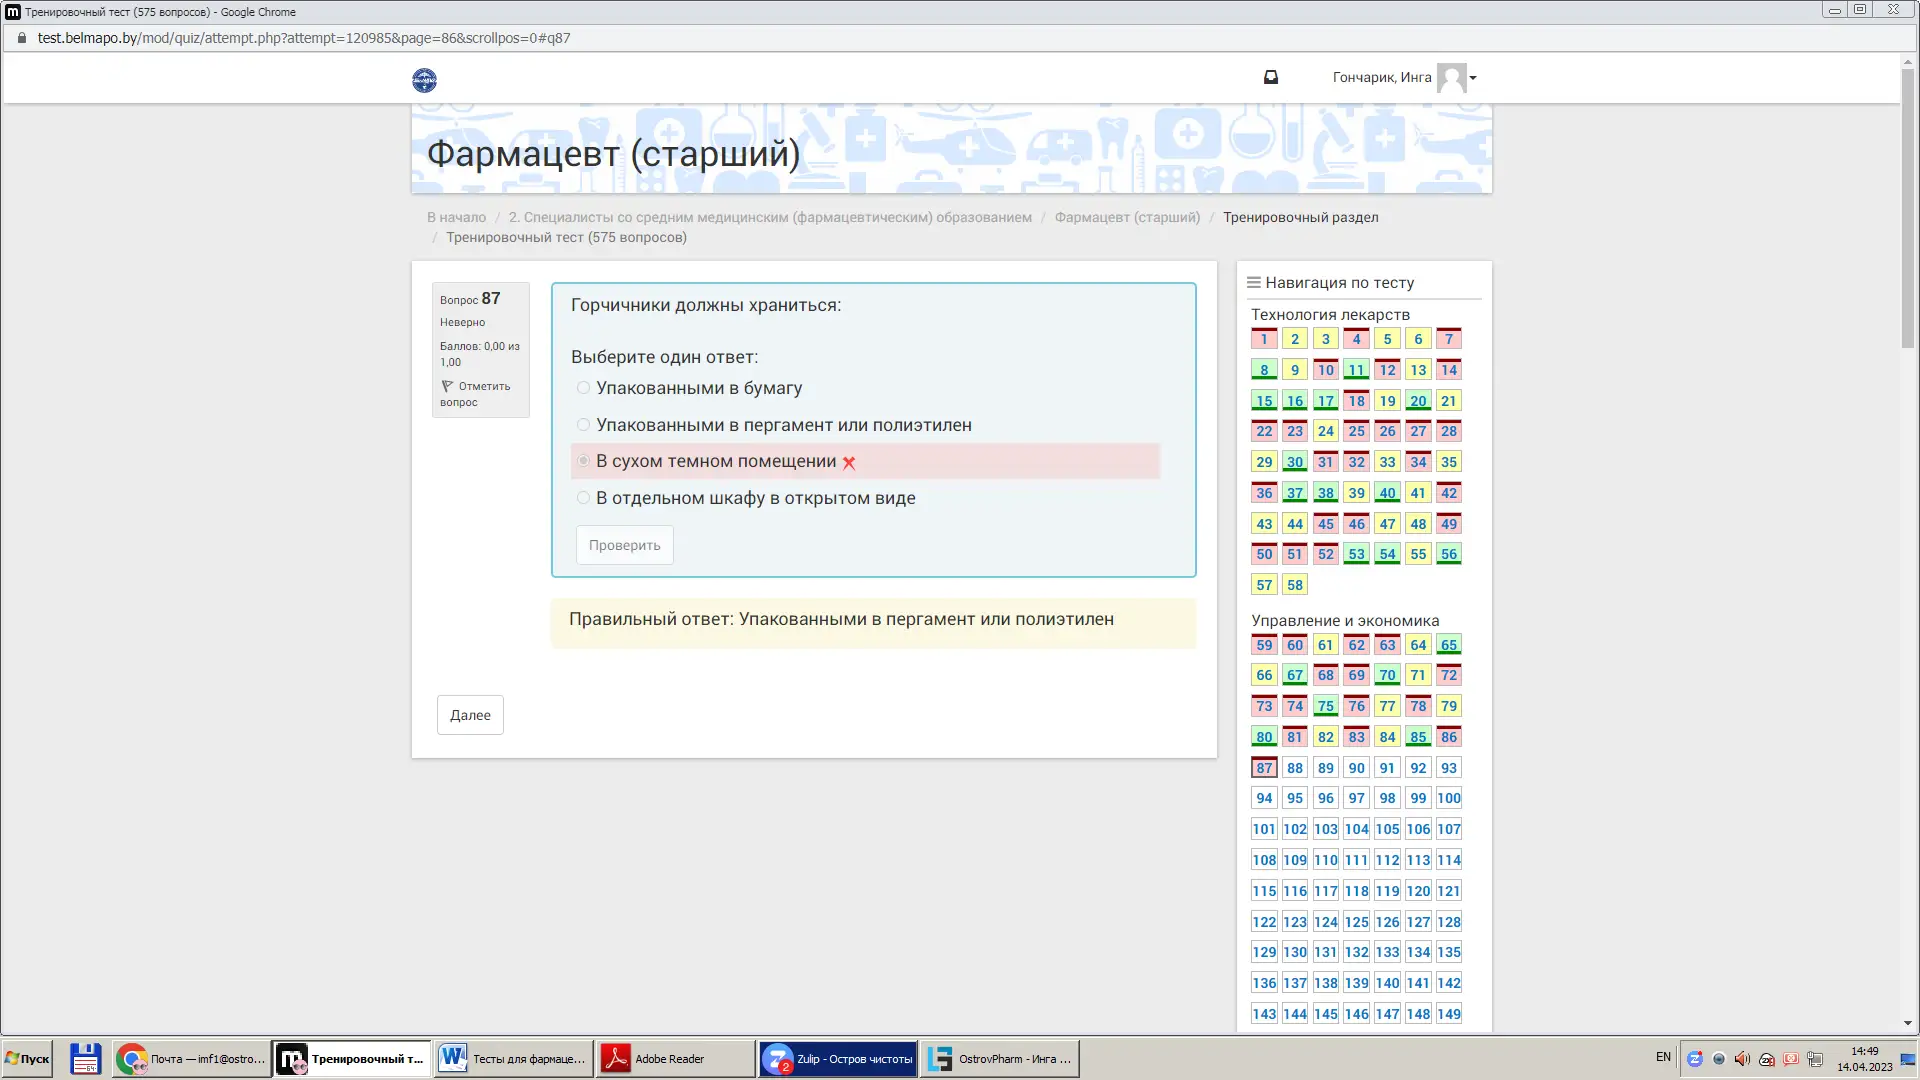 Тренировочный тест (575 вопросов) - Google Chrome
test.belmapo.by/mod/quiz/attempt.php?attempt=120985&page=86&scrollpos=0#q87
Гончарик, Инга
Фармацевт (старший)
В начало / 2. Специалисты со средним медицинским (фармацевтическим) образованием / Фармацевт (старший) / Тренировочный раздел
/ Тренировочный тест (575 вопросов)
Вопрос 87
Неверно
Баллов: 0,00 из
1,00
Отметить
вопрос
Горчичники должны храниться:
Выберите один ответ:
Упакованными в бумагу
Упакованными в пергамент или полиэтилен
В сухом темном помещении
В отдельном шкафу в открытом виде
Проверить
Правильный ответ: Упакованными в пергамент или полиэтилен
Далее
Навигация по тесту
Технология лекарств
1 2 3 4 5 6 7
8 9 10 11 12 13 14
15 16 17 18 19 20 21
22 23 24 25 26 27 28
29 30 31 32 33 34 35
36 37 38 39 40 41 42
43 44 45 46 47 48 49
50 51 52 53 54 55 56
57 58
Управление и экономика
59 60 61 62 63 64 65
66 67 68 69 70 71 72
73 74 75 76 77 78 79
80 81 82 83 84 85 86
87 88 89 90 91 92 93
94 95 96 97 98 99 100
101 102 103 104 105 106 107
108 109 110 111 112 113 114
115 116 117 118 119 120 121
122 123 124 125 126 127 128
129 130 131 132 133 134 135
136 137 138 139 140 141 142
143 144 145 146 147 148 149
Пуск
Почта — imf1@ostro...
Тренировочный т...
Тесты для фармаце...
Adobe Reader
Zulip - Остров чистоты
OstrovPharm - Инга ...
EN
14:49
14.04.2023